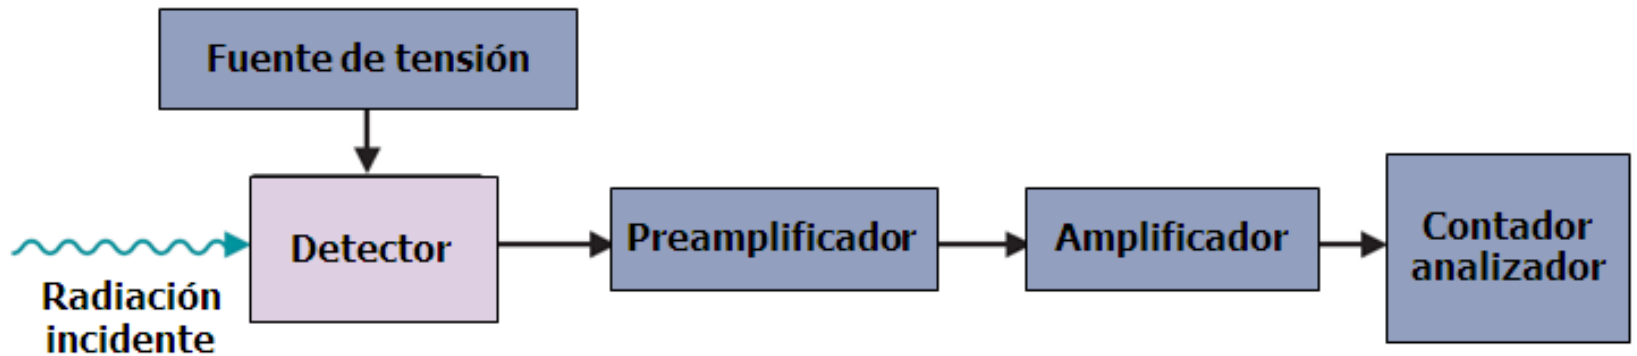 Fuente de tensión
Radiación
incidente
Detector
Preamplificador
Amplificador
Contador
analizador